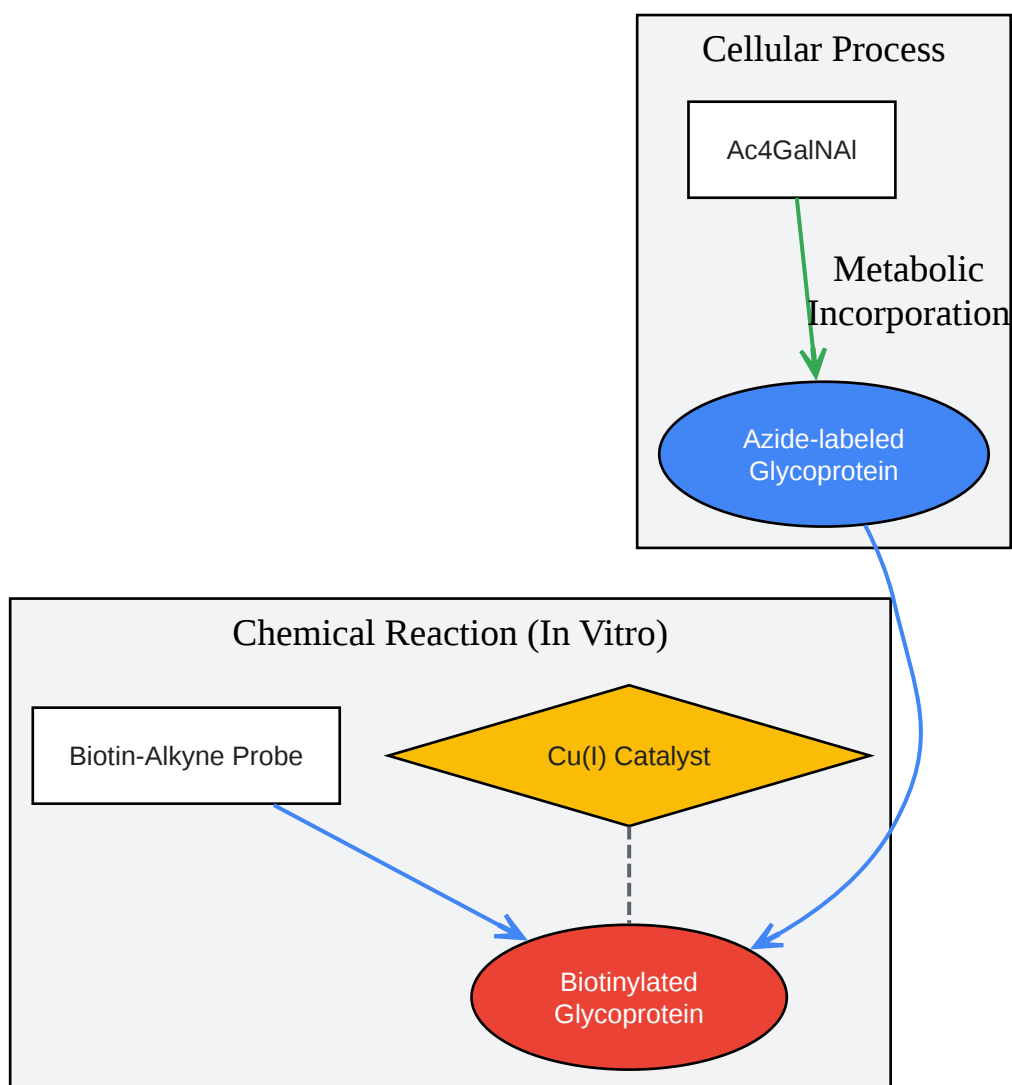 Cellular Process
Ac4GalNAl
Metabolic
Incorporation
Azide-labeled
Glycoprotein
Chemical Reaction (In Vitro)
Biotin-Alkyne Probe
Cu(I) Catalyst
Biotinylated
Glycoprotein